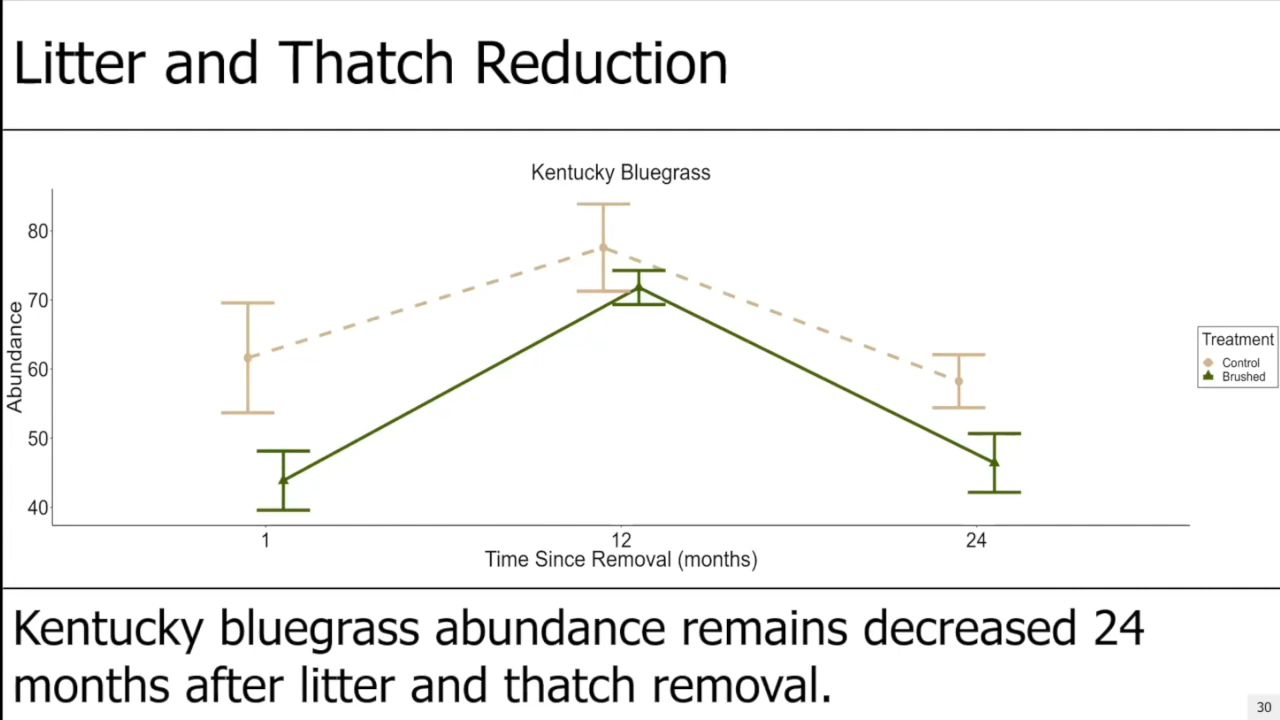 Litter and Thatch Reduction
Kentucky Bluegrass
80
70
60
50
40
Abundance
1
12
24
Time Since Removal (months)
Treatment
Control
Brushed
Kentucky bluegrass abundance remains decreased 24
months after litter and thatch removal.
30